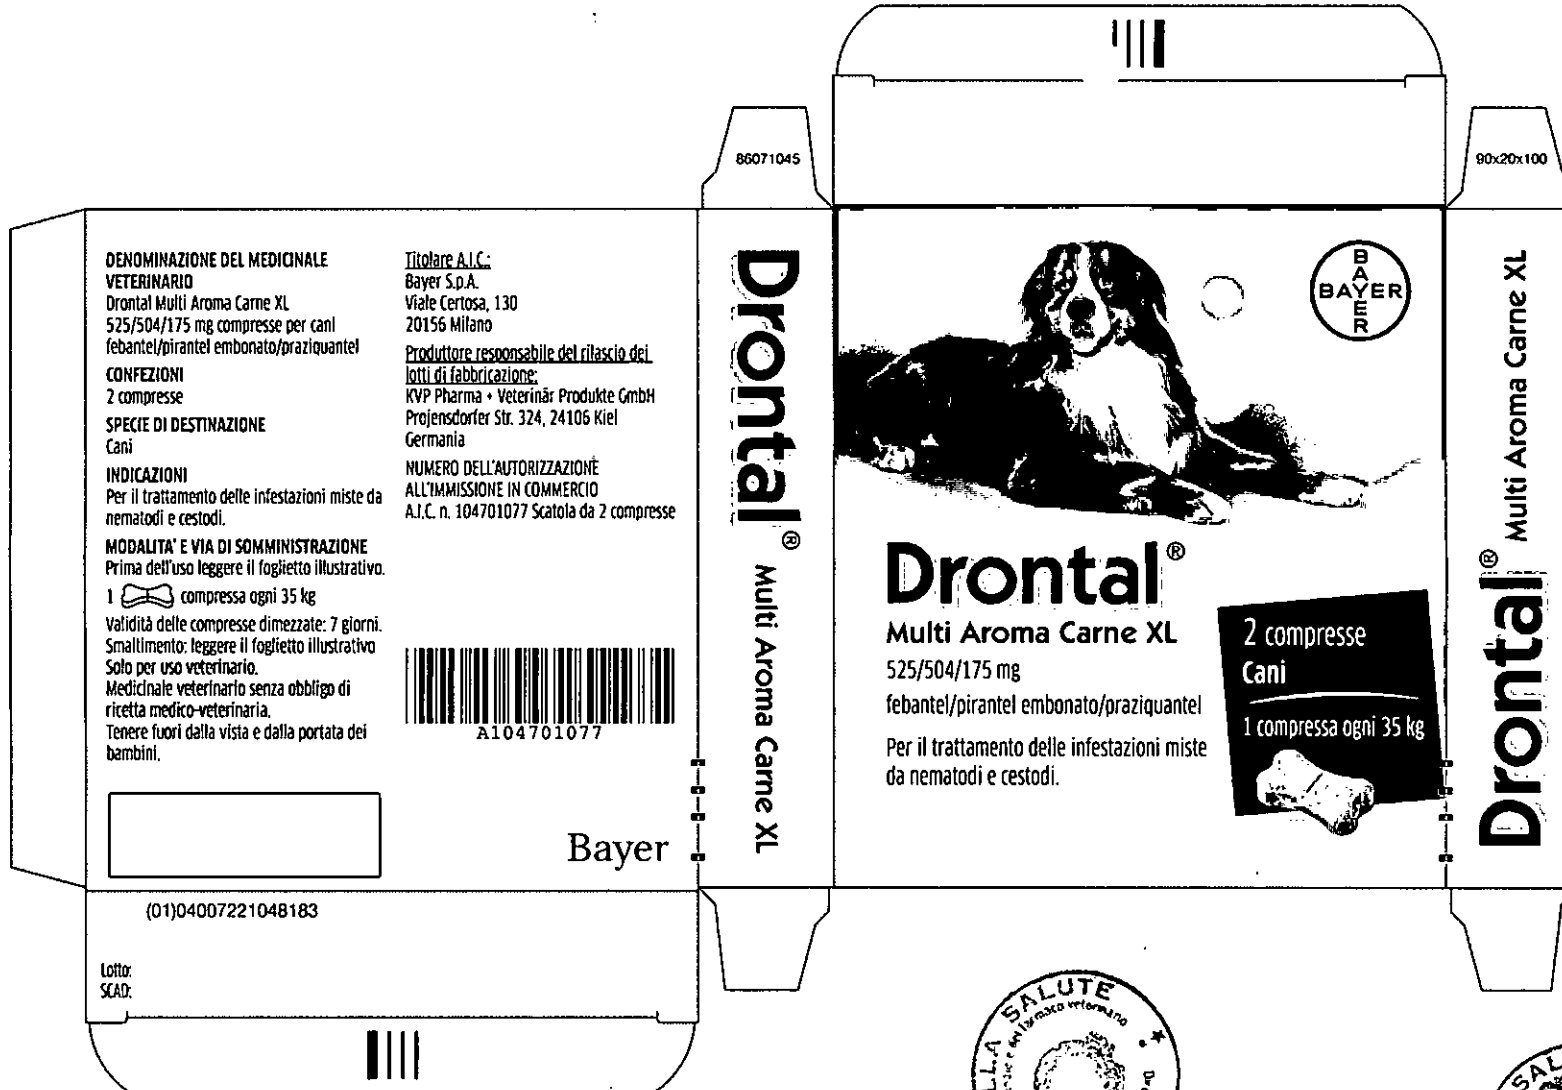 86071045
90x20x100
DENOMINAZIONE DEL MEDICINALE
VETERINARIO
Drontal Multi Aroma Carne XL
525/504/175 mg compresse per cani
febantel/pirantel embonato/praziquantel
CONFEZIONI
2 compresse
SPECIE DI DESTINAZIONE
Cani
INDICAZIONI
Per il trattamento delle infestazioni miste da
nematodi e cestodi.
MODALITA' E VIA DI SOMMINISTRAZIONE
Prima dell'uso leggere il foglietto illustrativo.
1 compressa ogni 35 kg
Validità delle compresse dimezzate: 7 giorni.
Smaltimento: leggere il foglietto illustrativo
Solo per uso veterinario.
Medicinale veterinario senza obbligo di
ricetta medico-veterinaria.
Tenere fuori dalla vista e dalla portata dei
bambini.
Titolare A.I.C.:
Bayer S.p.A.
Viale Certosa, 130
20156 Milano
Produttore responsabile del rilascio dei
lotti di fabbricazione:
KVP Pharma + Veterinär Produkte GmbH
Projensdorfer Str. 324, 24106 Kiel
Germania
NUMERO DELL'AUTORIZZAZIONE
ALL'IMMISSIONE IN COMMERCIO
A.I.C. n. 104701077 Scatola da 2 compresse
A104701077
Bayer
(01)04007221048183
Lotto:
SCAD:
Drontal® Multi Aroma Carne XL
BAYER
BAYER
Drontal®
Multi Aroma Carne XL
525/504/175 mg
febantel/pirantel embonato/praziquantel
Per il trattamento delle infestazioni miste
da nematodi e cestodi.
2 compresse
Cani
1 compressa ogni 35 kg
Drontal® Multi Aroma Carne XL
LLA SALUTE
del farmaco veterinario
SAL